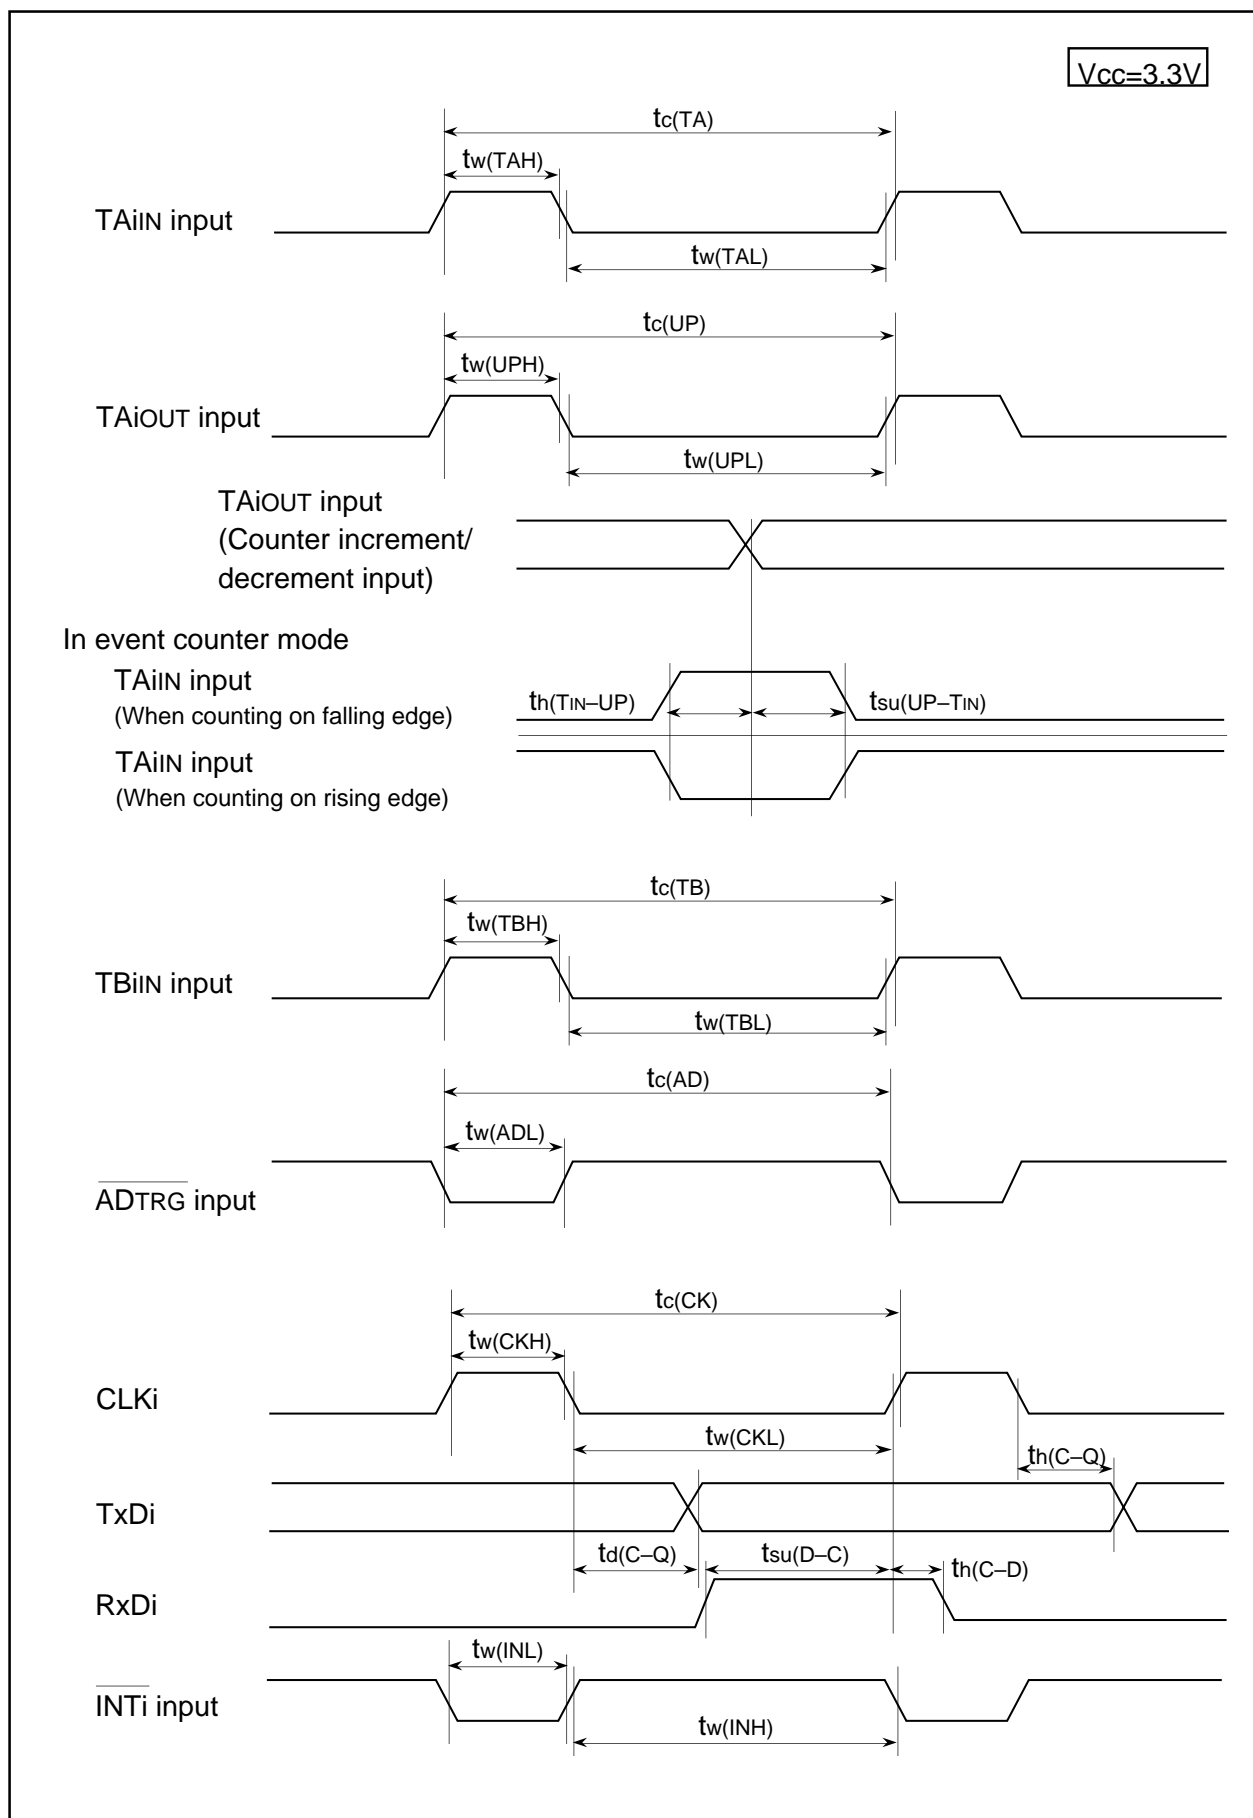 Vcc=3.3V
tc(TA)
tw(TAH)
TAiIN input
tw(TAL)
tc(UP)
tw(UPH)
TAiOUT input
tw(UPL)
TAiOUT input
(Counter increment/
decrement input)
In event counter mode
TAiIN input
(When counting on falling edge)
th(TIN–UP)
tsu(UP–TIN)
TAiIN input
(When counting on rising edge)
tc(TB)
tw(TBH)
TBiIN input
tw(TBL)
tc(AD)
tw(ADL)
ADTRG input
tc(CK)
tw(CKH)
CLKi
tw(CKL)
th(C–Q)
TxDi
td(C–Q)
tsu(D–C)
th(C–D)
RxDi
tw(INL)
INTi input
tw(INH)